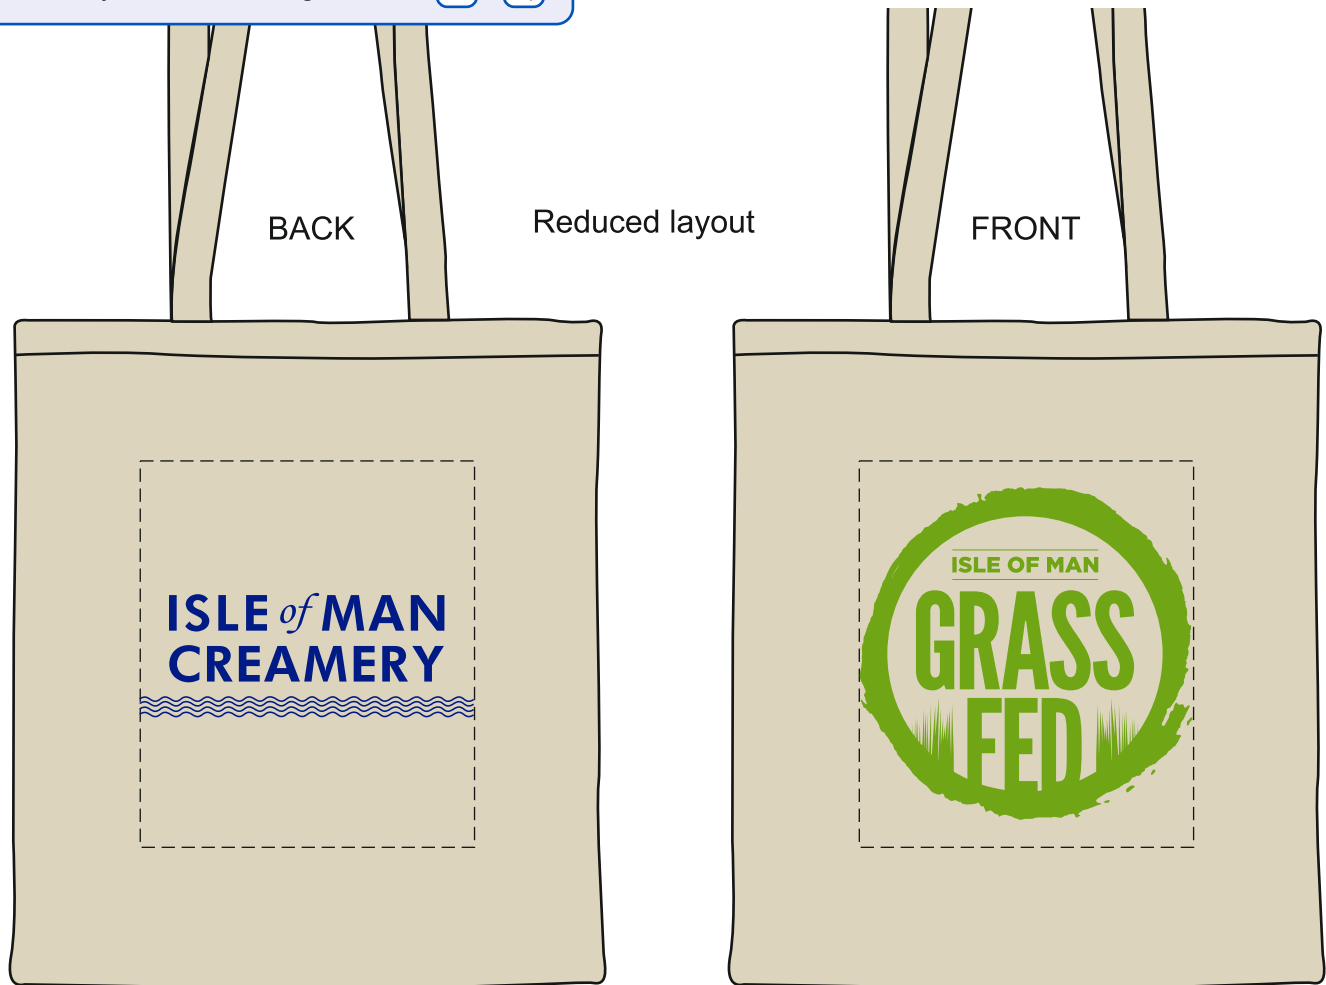 BACK
Reduced layout
FRONT
ISLE of MAN
CREAMERY
ISLE OF MAN
GRASS
FED